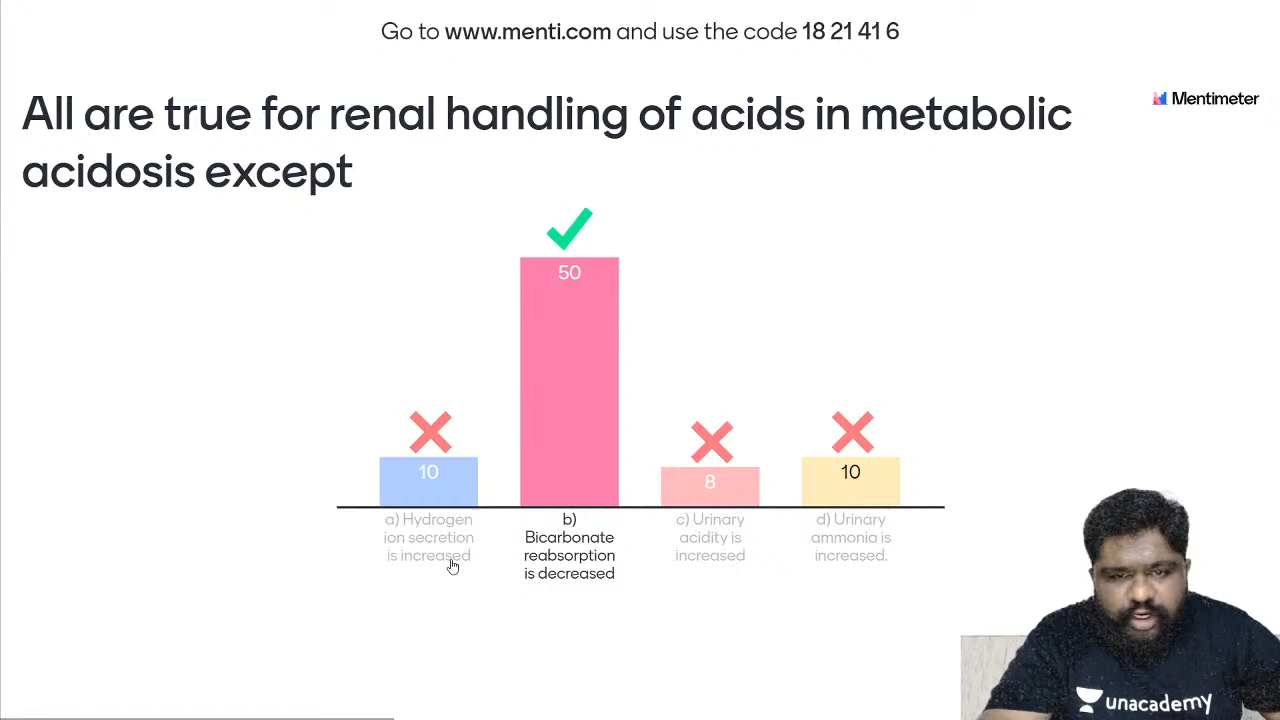 Go to www.menti.com and use the code 18 21 41 6
All are true for renal handling of acids in metabolic
acidosis except
Mentimeter
50
10
8
10
a) Hydrogen
ion secretion
is increased
b)
Bicarbonate
reabsorption
is decreased
c) Urinary
acidity is
increased
d) Urinary
ammonia is
increased.
unacademy